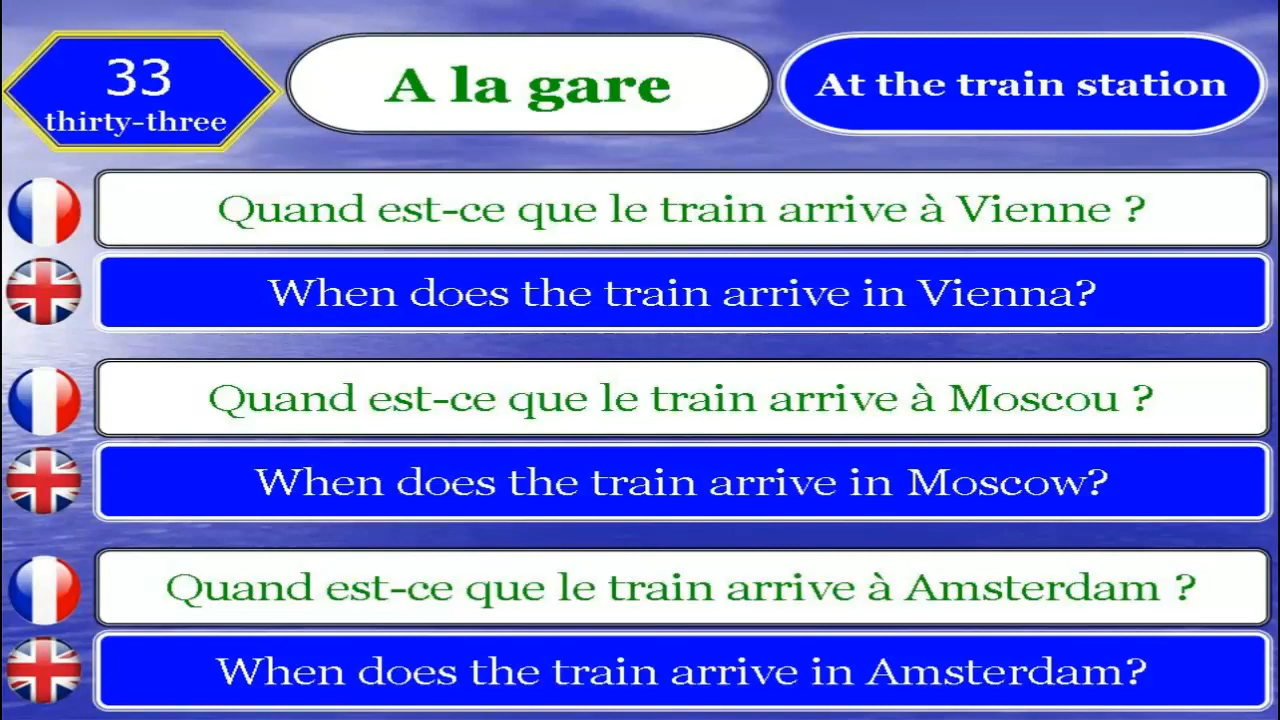 33
thirty-three
A la gare
At the train station
Quand est-ce que le train arrive à Vienne ?
When does the train arrive in Vienna?
Quand est-ce que le train arrive à Moscou ?
When does the train arrive in Moscow?
Quand est-ce que le train arrive à Amsterdam ?
When does the train arrive in Amsterdam?